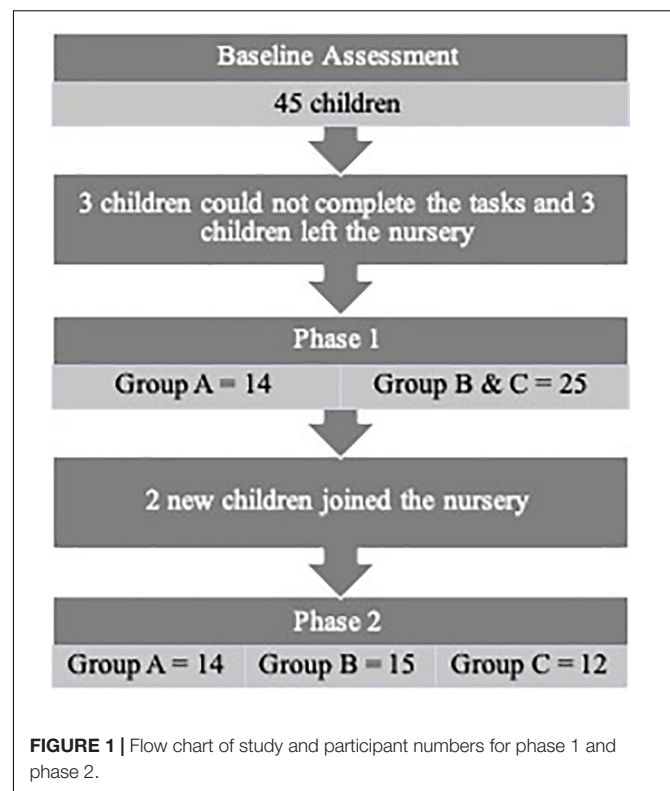 Baseline Assessment
45 children
3 children could not complete the tasks and 3
children left the nursery
Phase 1
Group A = 14 Group B & C = 25
2 new children joined the nursery
Phase 2
Group A = 14 Group B = 15 Group C = 12
FIGURE 1 | Flow chart of study and participant numbers for phase 1 and
phase 2.